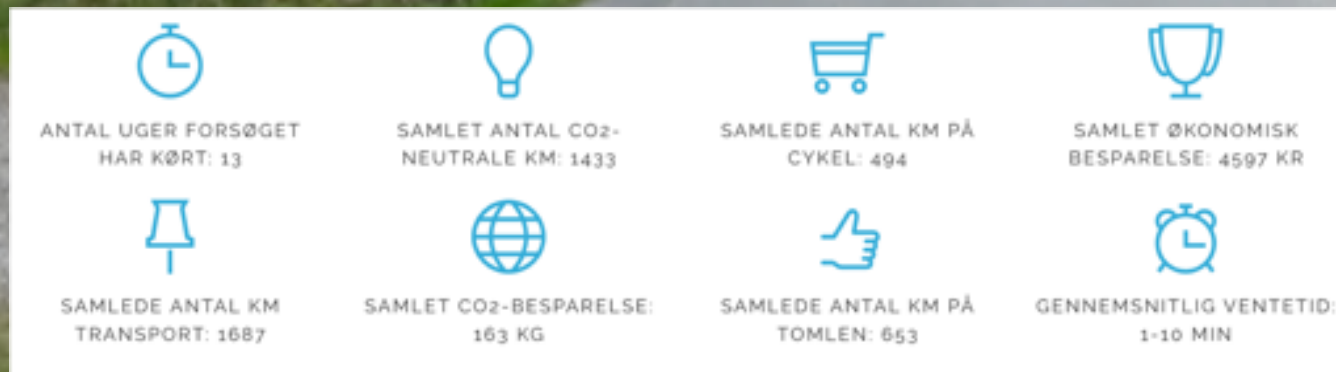 ANTAL UGER FORSØGET
HAR KØRT: 13
SAMLET ANTAL CO2-
NEUTRALE KM: 1433
SAMLEDE ANTAL KM PÅ
CYKEL: 494
SAMLET ØKONOMISK
BESPARELSE: 4597 KR
SAMLEDE ANTAL KM
TRANSPORT: 1687
SAMLET CO2-BESPARELSE:
163 KG
SAMLEDE ANTAL KM PÅ
TOMLEN: 653
GENNEMSNITLIG VENTETID:
1-10 MIN